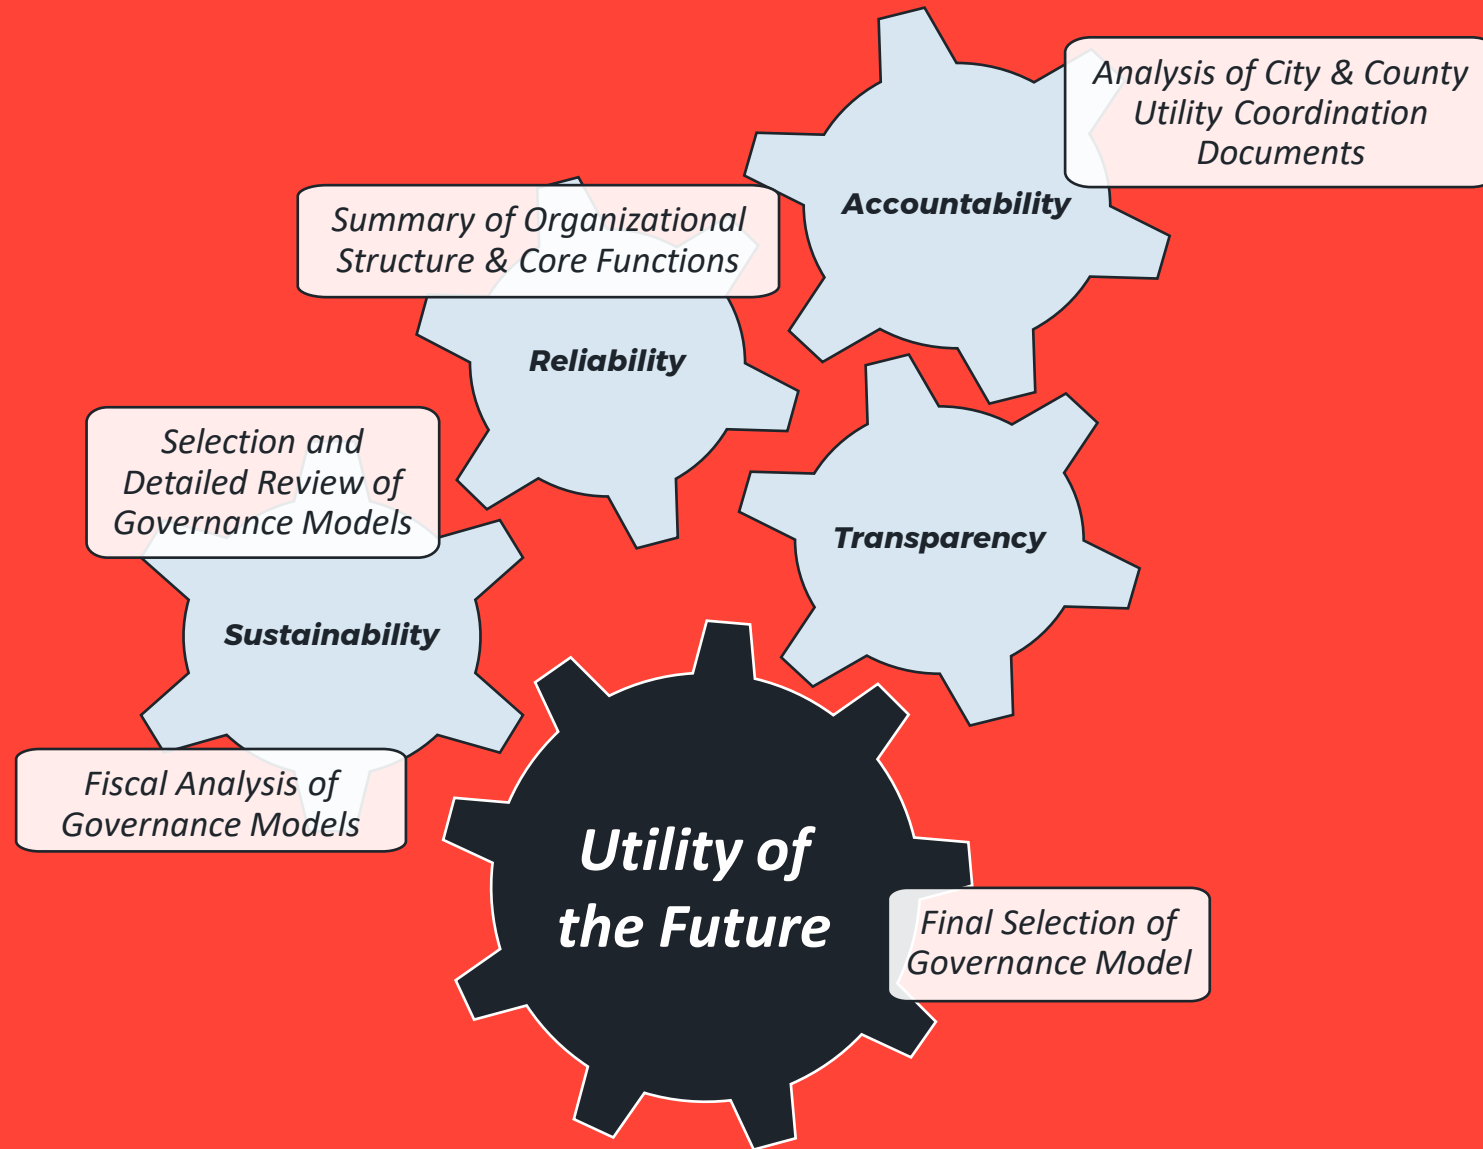 Analysis of City & County
Utility Coordination
Documents
Accountability
Summary of Organizational
Structure & Core Functions
Reliability
Selection and
Detailed Review of
Governance Models
Transparency
Sustainability
Fiscal Analysis of
Governance Models
Utility of
the Future
Final Selection of
Governance Model